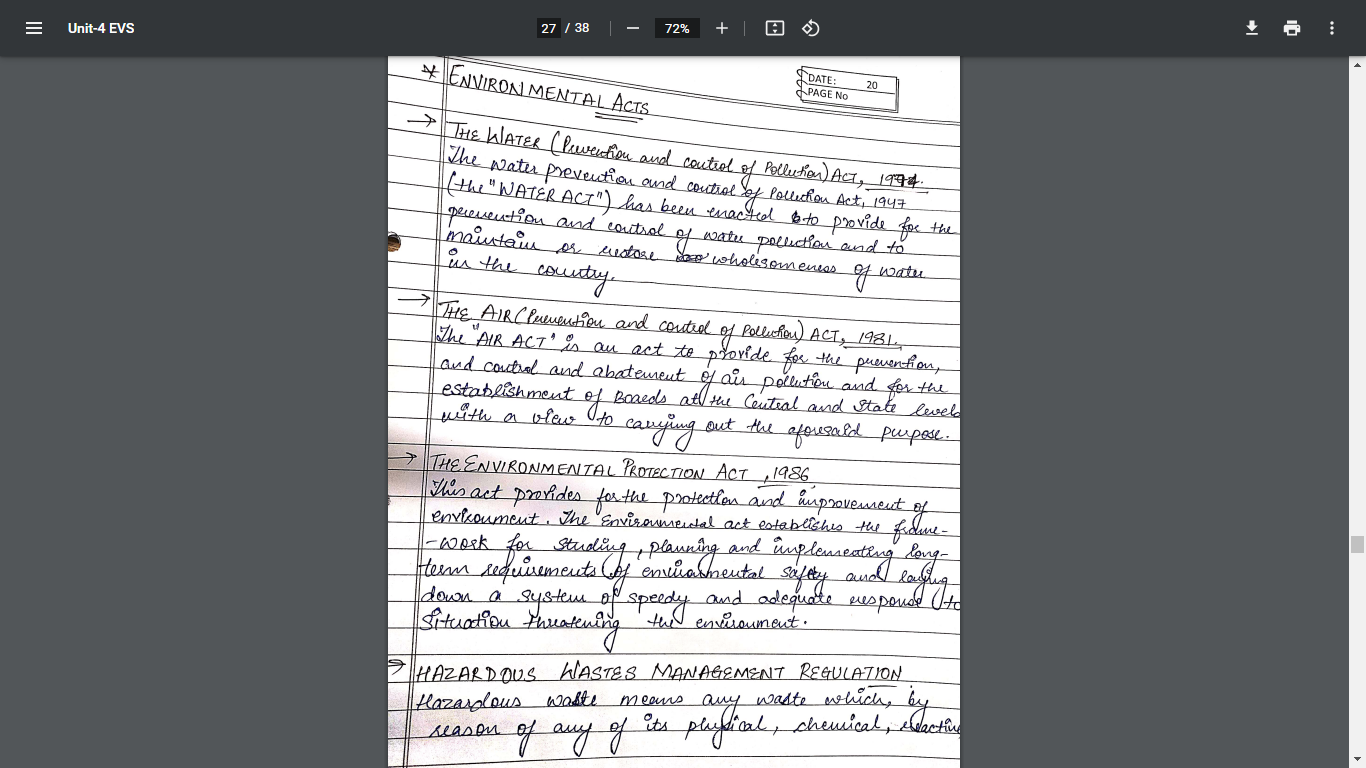 Unit-4 EVS
27 / 38
72%
DATE: 20
PAGE No
* ENVIRONMENTAL ACTS
→ THE WATER (Prevention and control of Pollution) ACT, 1974.
The water prevention and control of Pollution Act, 1947
(the "WATER ACT") has been enacted to provide for the
prevention and control of water pollution and to
maintain or restore wholesomeness of water
in the country.
→ THE AIR (Prevention and control of Pollution) ACT, 1981.
The "AIR ACT" is an act to provide for the prevention,
and control and abatement of air pollution and for the
establishment of Boards at the Central and State levels
with a view to carrying out the aforesaid purpose.
→ THE ENVIRONMENTAL PROTECTION ACT, 1986
This act provides for the protection and improvement of
environment. The Environmental act establishes the frame-
-work for studing, planning and implementing long-
term requirements of environmental safety and laying
down a system of speedy and adequate response to
situation threatening the environment.
→ HAZARDOUS WASTES MANAGEMENT REGULATION
Hazardous waste means any waste which, by
reason of any of its physical, chemical,